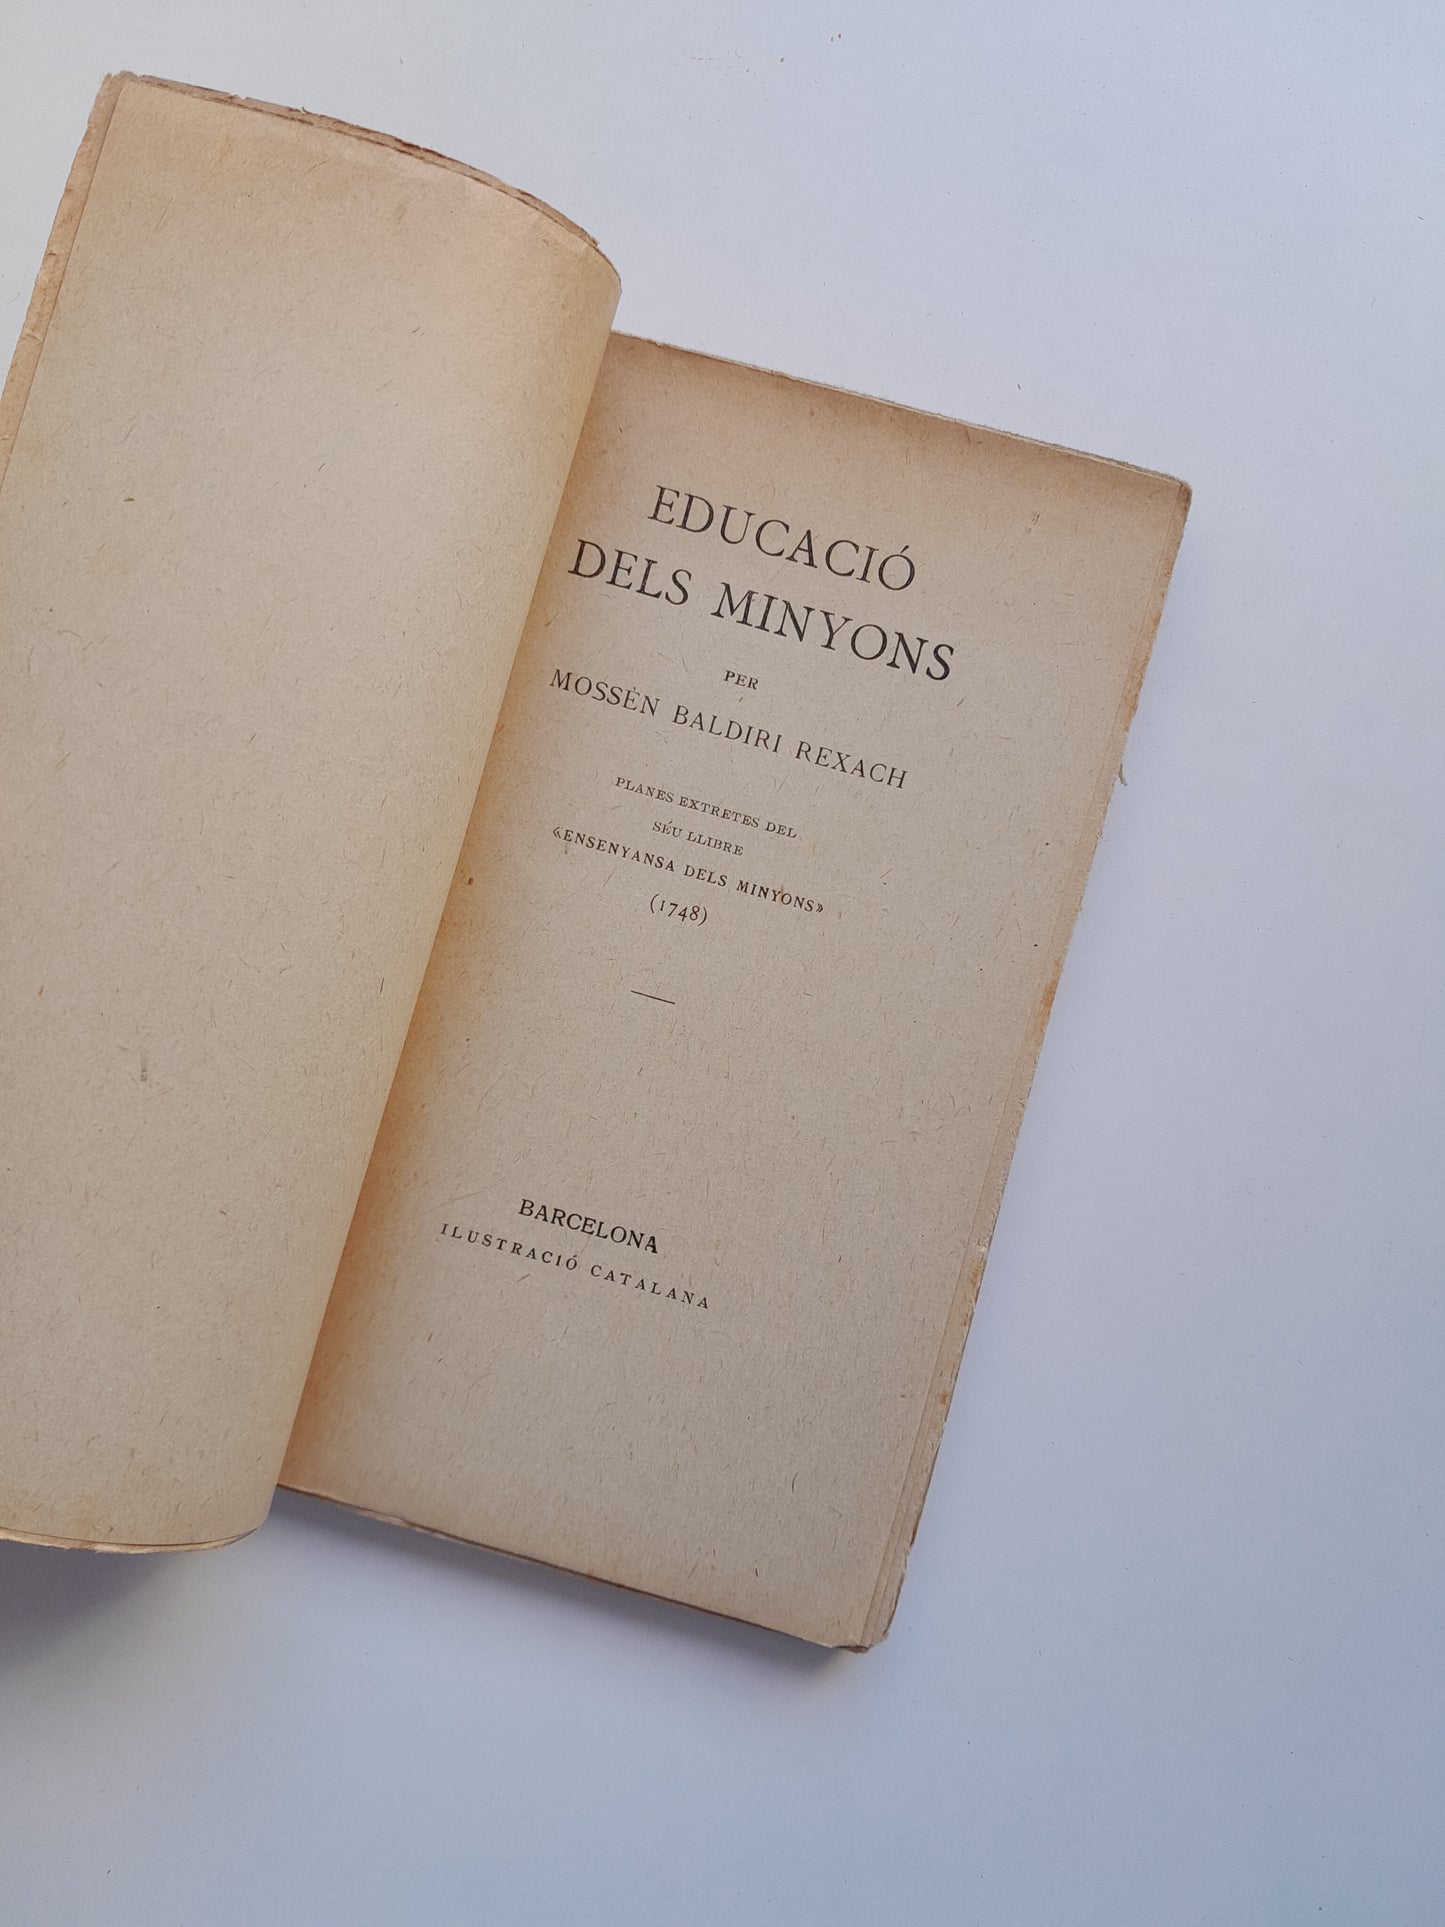 EDUCACIÓ
DELS MINYONS
PER
MOSSÈN BALDIRI REXACH
PLANES EXTRETES DEL
SÉU LLIBRE
«ENSENYANSA DELS MINYONS»
(1748)
BARCELONA
ILUSTRACIÓ CATALANA